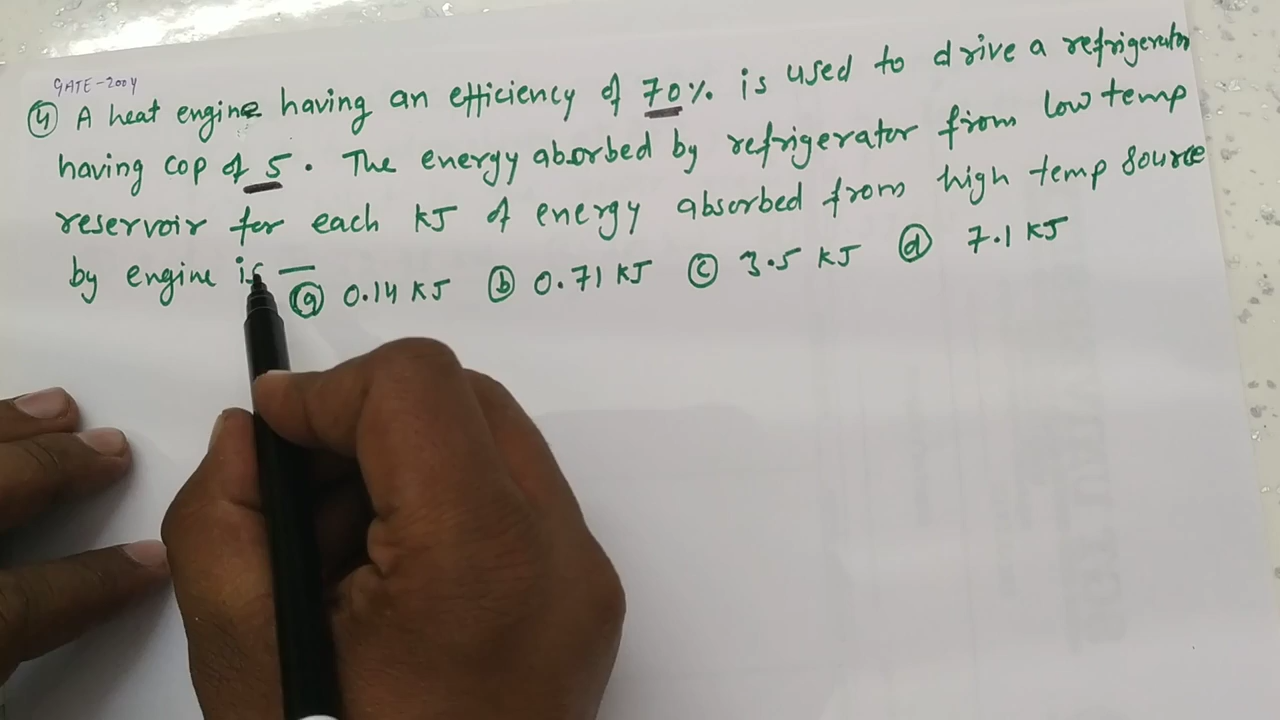 GATE-2004
④ A heat engine having an efficiency of 70% is used to drive a refrigerator
having cop of 5. The energy aborbed by refrigerator from low temp
reservoir for each kJ of energy absorbed from high temp source
by engine is — ⓐ 0.14 kJ ⓑ 0.71 kJ ⓒ 3.5 kJ ⓓ 7.1 kJ